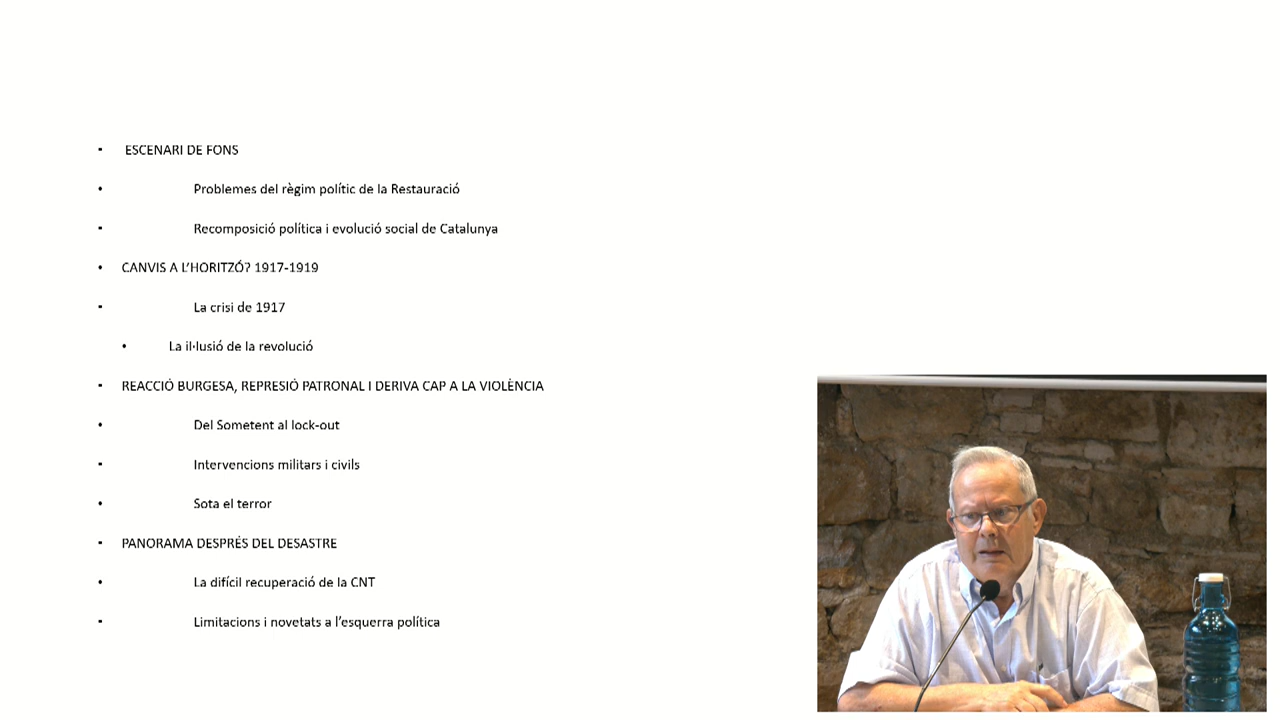 ESCENARI DE FONS
Problemes del règim polític de la Restauració
Recomposició política i evolució social de Catalunya
CANVIS A L'HORITZÓ? 1917-1919
La crisi de 1917
La il·lusió de la revolució
REACCIÓ BURGESA, REPRESIÓ PATRONAL I DERIVA CAP A LA VIOLÈNCIA
Del Sometent al lock-out
Intervencions militars i civils
Sota el terror
PANORAMA DESPRÉS DEL DESASTRE
La difícil recuperació de la CNT
Limitacions i novetats a l'esquerra política